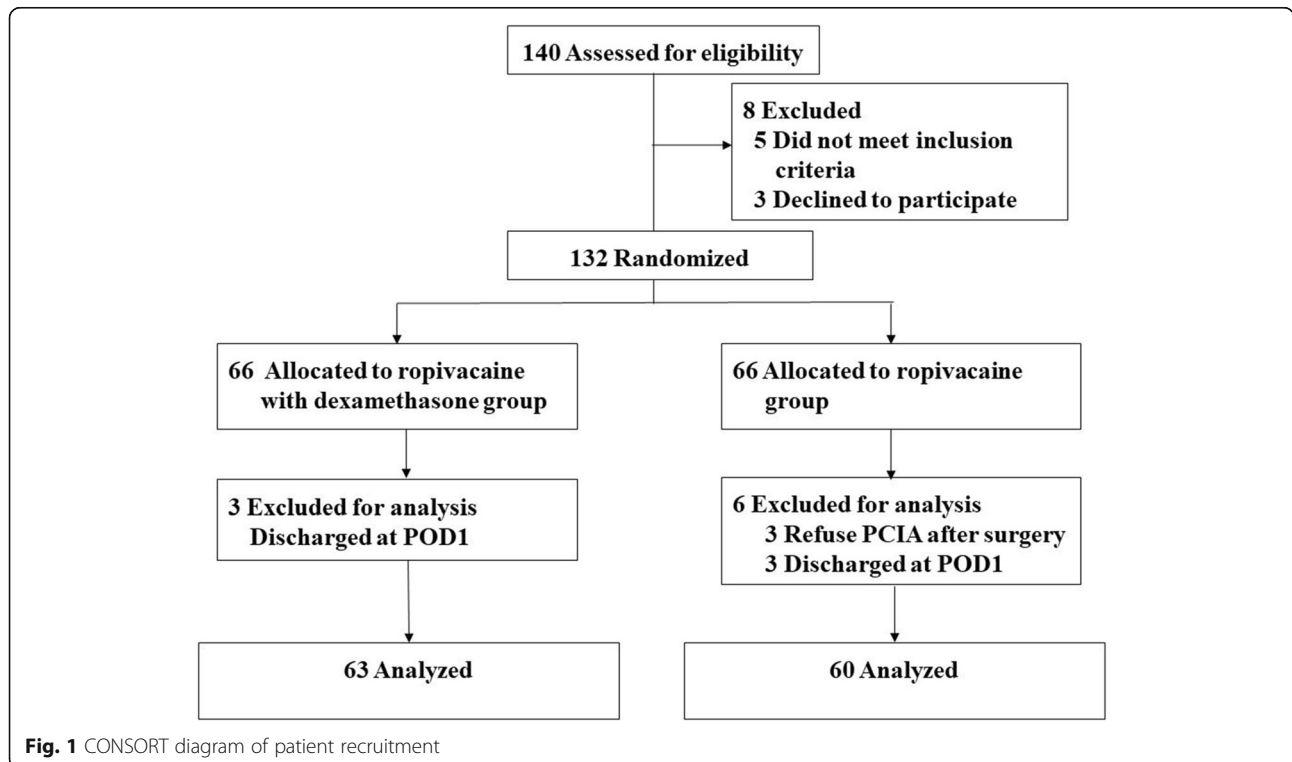 140 Assessed for eligibility
8 Excluded
5 Did not meet inclusion
criteria
3 Declined to participate
132 Randomized
66 Allocated to ropivacaine
with dexamethasone group
66 Allocated to ropivacaine
group
3 Excluded for analysis
Discharged at POD1
6 Excluded for analysis
3 Refuse PCIA after surgery
3 Discharged at POD1
63 Analyzed
60 Analyzed
Fig. 1 CONSORT diagram of patient recruitment